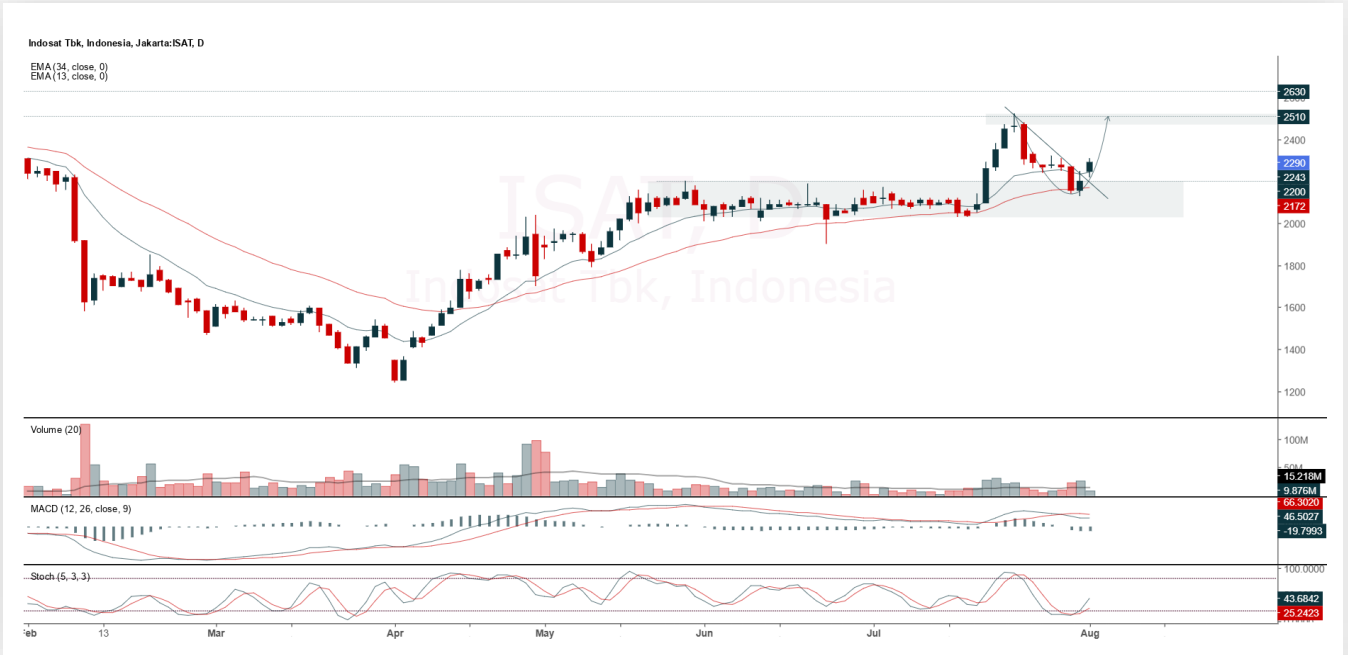 Indosat Tbk, Indonesia, Jakarta:ISAT, D
EMA (34, close, 0)
EMA (13, close, 0)
ISAT, D
Indosat Tbk, Indonesia
2630
2510
2400
2290
2243
2200
2172
2000
1800
1600
1400
1200
Volume (20)
100M
50M
15.218M
9.876M
MACD (12, 26, close, 9)
66.3020
46.5027
-19.7993
Stoch (5, 3, 3)
100.0000
43.6842
25.2423
13 Mar Apr May Jun Jul Aug